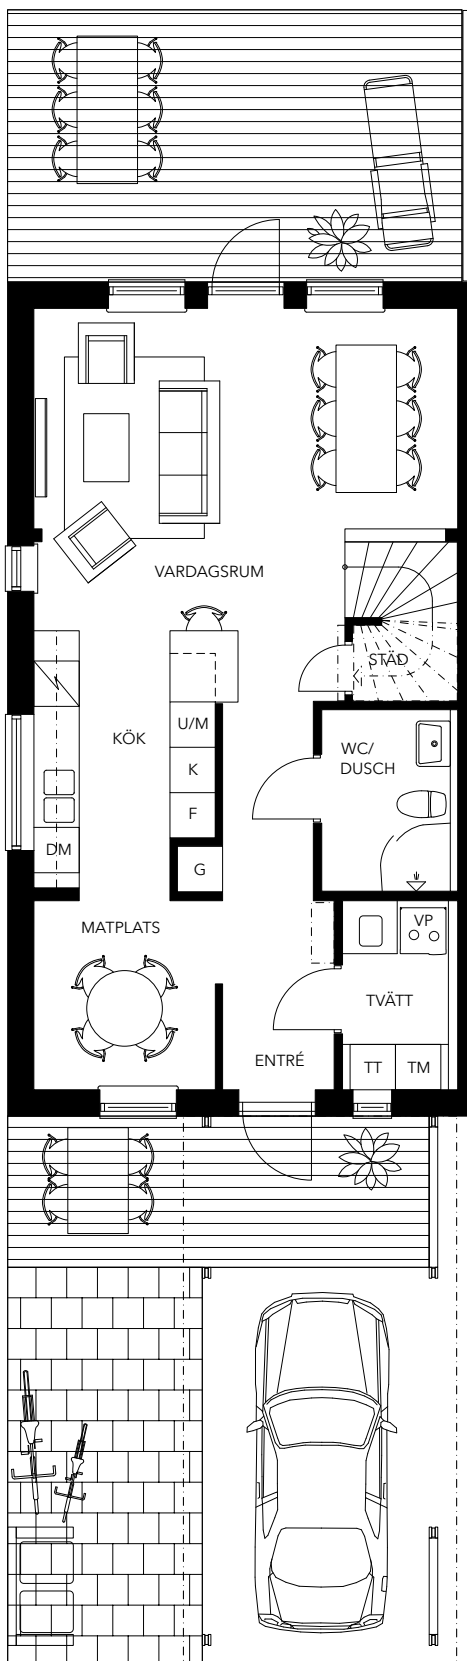 VARDAGSRUM
STÄD
U/M
KÖK
WC/
DUSCH
K
F
DM
G
MATPLATS
VP
TVÄTT
ENTRÉ
TT
TM